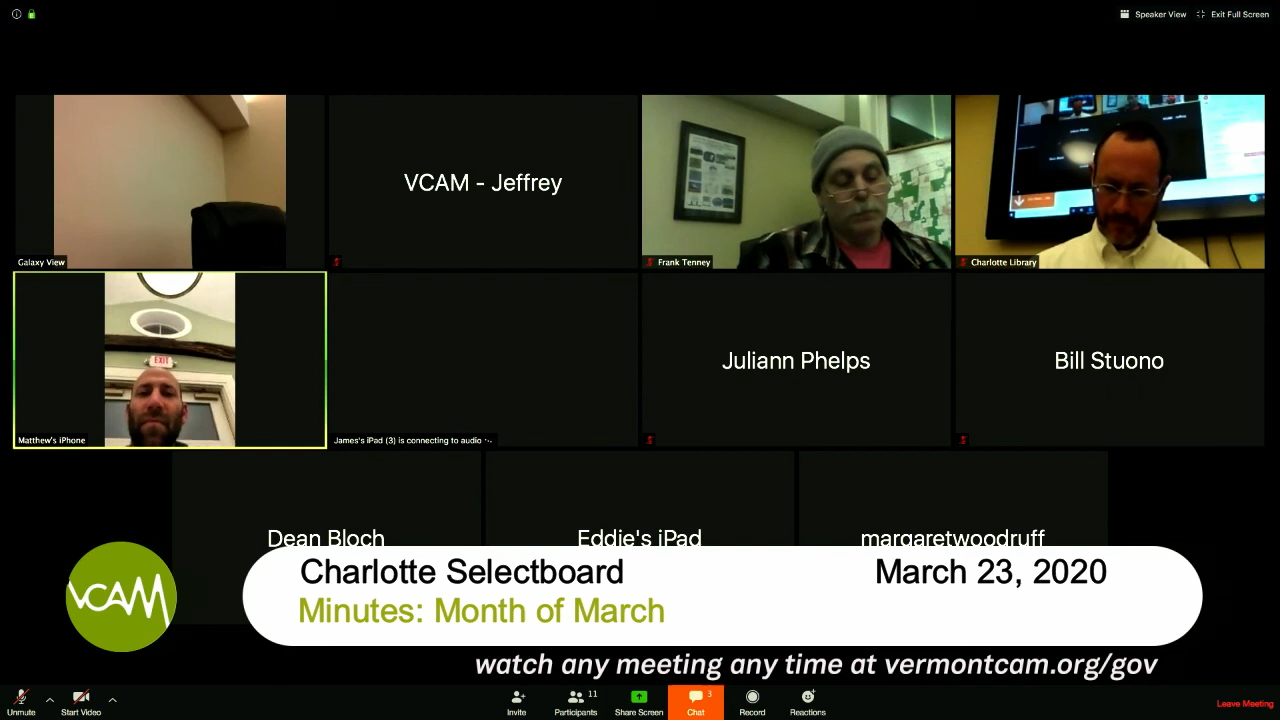 Speaker View
Exit Full Screen
VCAM - Jeffrey
Galaxy View
Frank Tenney
Charlotte Library
EXIT
Matthew's iPhone
James's iPad (3) is connecting to audio
Juliann Phelps
Bill Stuono
Dean Bloch
Eddie's iPad
margaretwoodruff
VCAM
Charlotte Selectboard
March 23, 2020
Minutes: Month of March
watch any meeting any time at vermontcam.org/gov
Unmute
Start Video
Invite
11
Participants
Share Screen
3
Chat
Record
Reactions
Leave Meeting